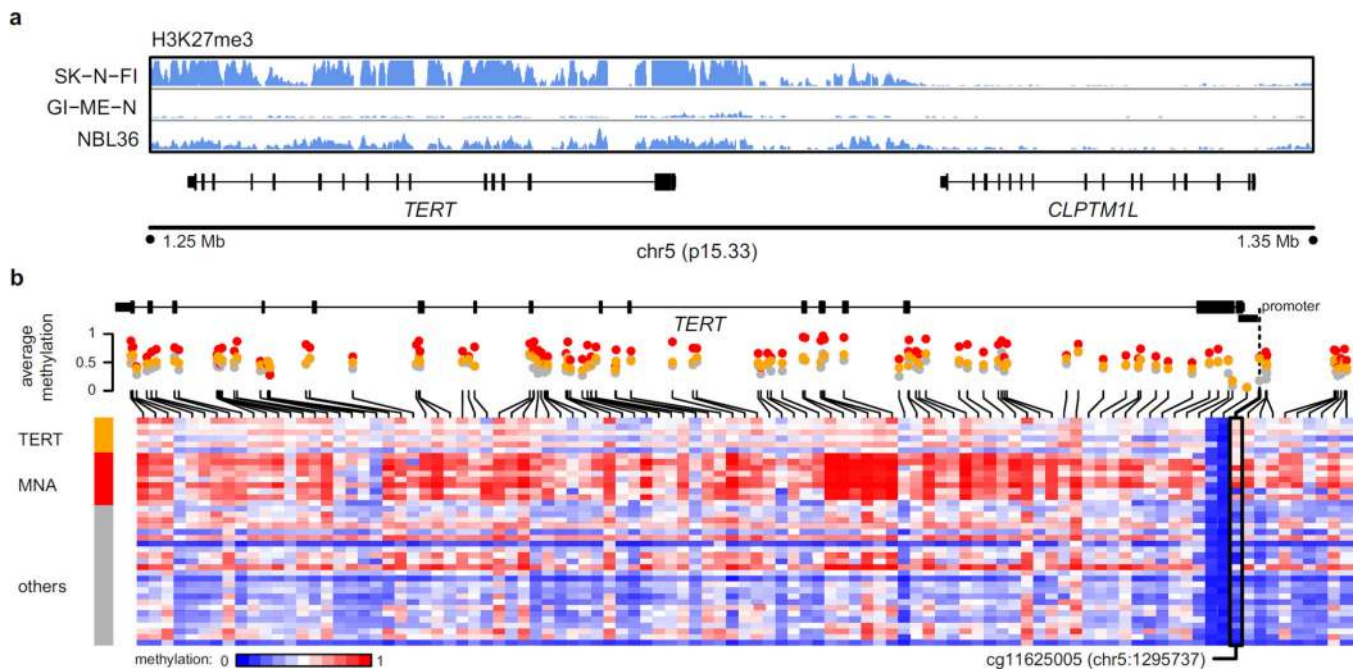 a
H3K27me3
SK-N-FI
GI-ME-N
NBL36
TERT
CLPTM1L
1.25 Mb
chr5 (p15.33)
1.35 Mb
b
promoter
TERT
average
methylation
1
0.5
0
TERT
MNA
others
methylation: 0 1
cg11625005 (chr5:1295737)